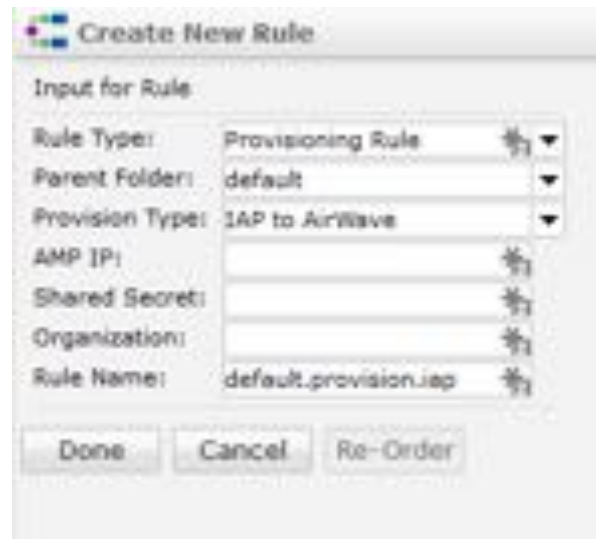 Create New Rule
Input for Rule
Rule Type: Provisioning Rule
Parent Folder: default
Provision Type: IAP to AirWave
AMP IP:
Shared Secret:
Organization:
Rule Name: default.provision.iap
Done Cancel Re-Order